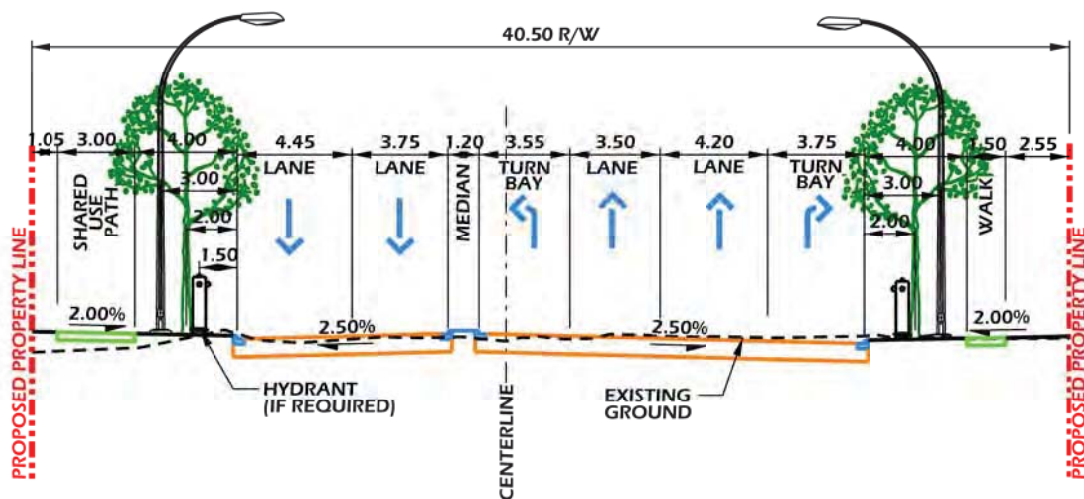 40.50 R/W
1.05 3.00 4.00 4.45 3.75 1.20 3.55 3.50 4.20 3.75 4.00 1.50 2.55
LANE LANE TURN BAY LANE LANE TURN BAY
SHARED USE PATH
MEDIAN
WALK
3.00 3.00
2.00 2.00
1.50
2.00% 2.50% 2.50% 2.00%
HYDRANT
(IF REQUIRED)
EXISTING
GROUND
CENTERLINE
PROPOSED PROPERTY LINE
PROPOSED PROPERTY LINE